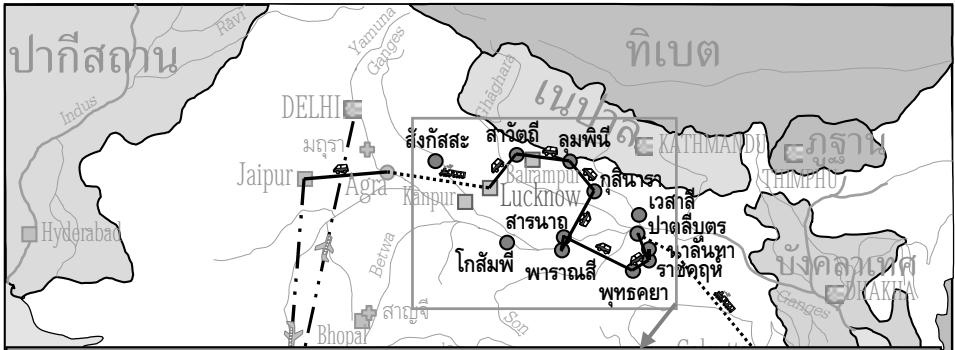 Rāvi
ปากีสถาน
Indus
Hyderabad
Yamuna
Ganges
DELHI
มถุรา
Jaipur
Agra
สังกัสสะ
Kānpur
Ghāghara
สาวัตถี
Balrampur
Lucknow
ลุมพินี
กุสินารา
เนปาล
ทิเบต
KATHMANDU
ภูฐาน
THIMPHU
เวสาลี
ปาตลีบุตร
นาลันทา
ราชคฤห์
พุทธคยา
สารนาถ
พาราณสี
โกสัมพี
Betwa
สาญจิ
Bhopal
Son
บังคลาเทศ
DHAKHA
Ganges